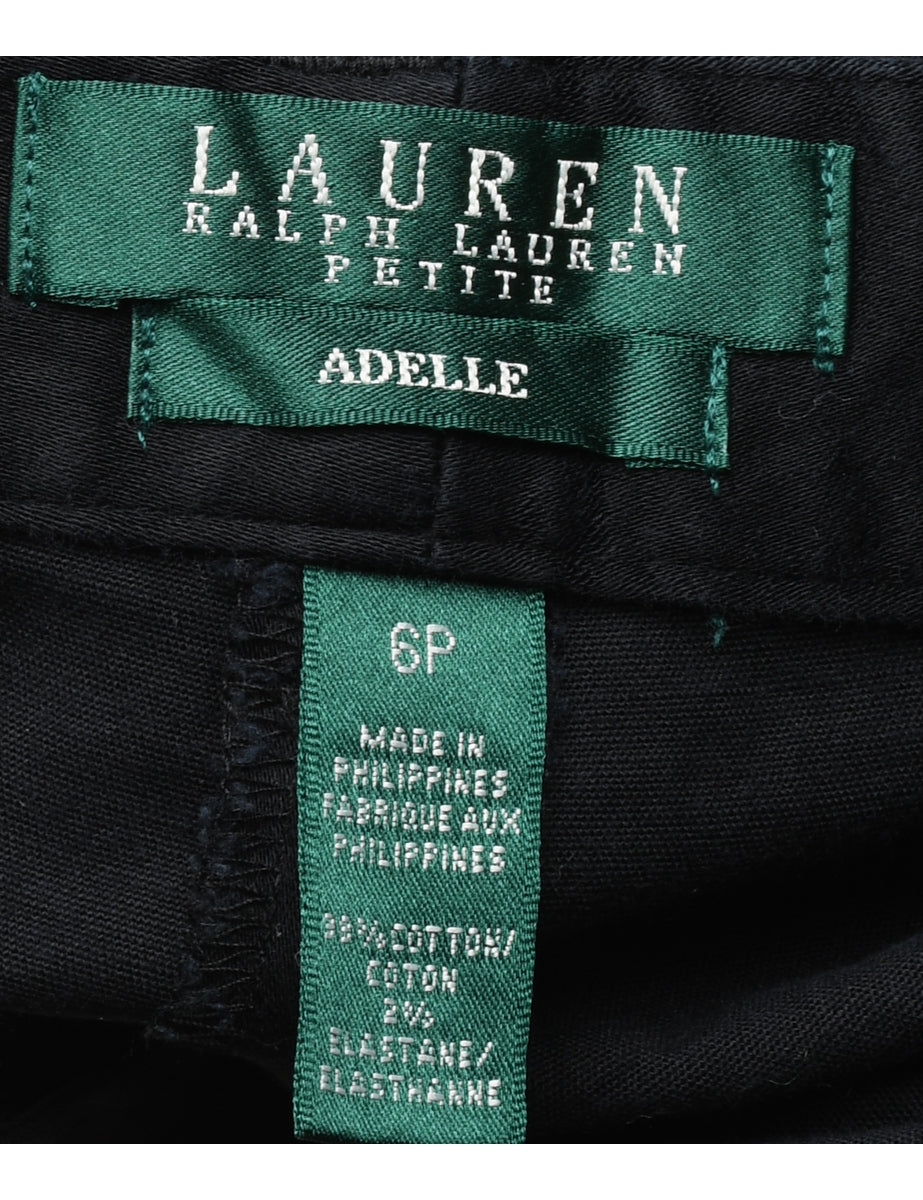 LAUREN
RALPH LAUREN
PETITE
ADELLE
6P
MADE IN
PHILIPPINES
FABRIQUE AUX
PHILIPPINES
98% COTTON/
COTON
2%
ELASTANE/
ELASTHANNE